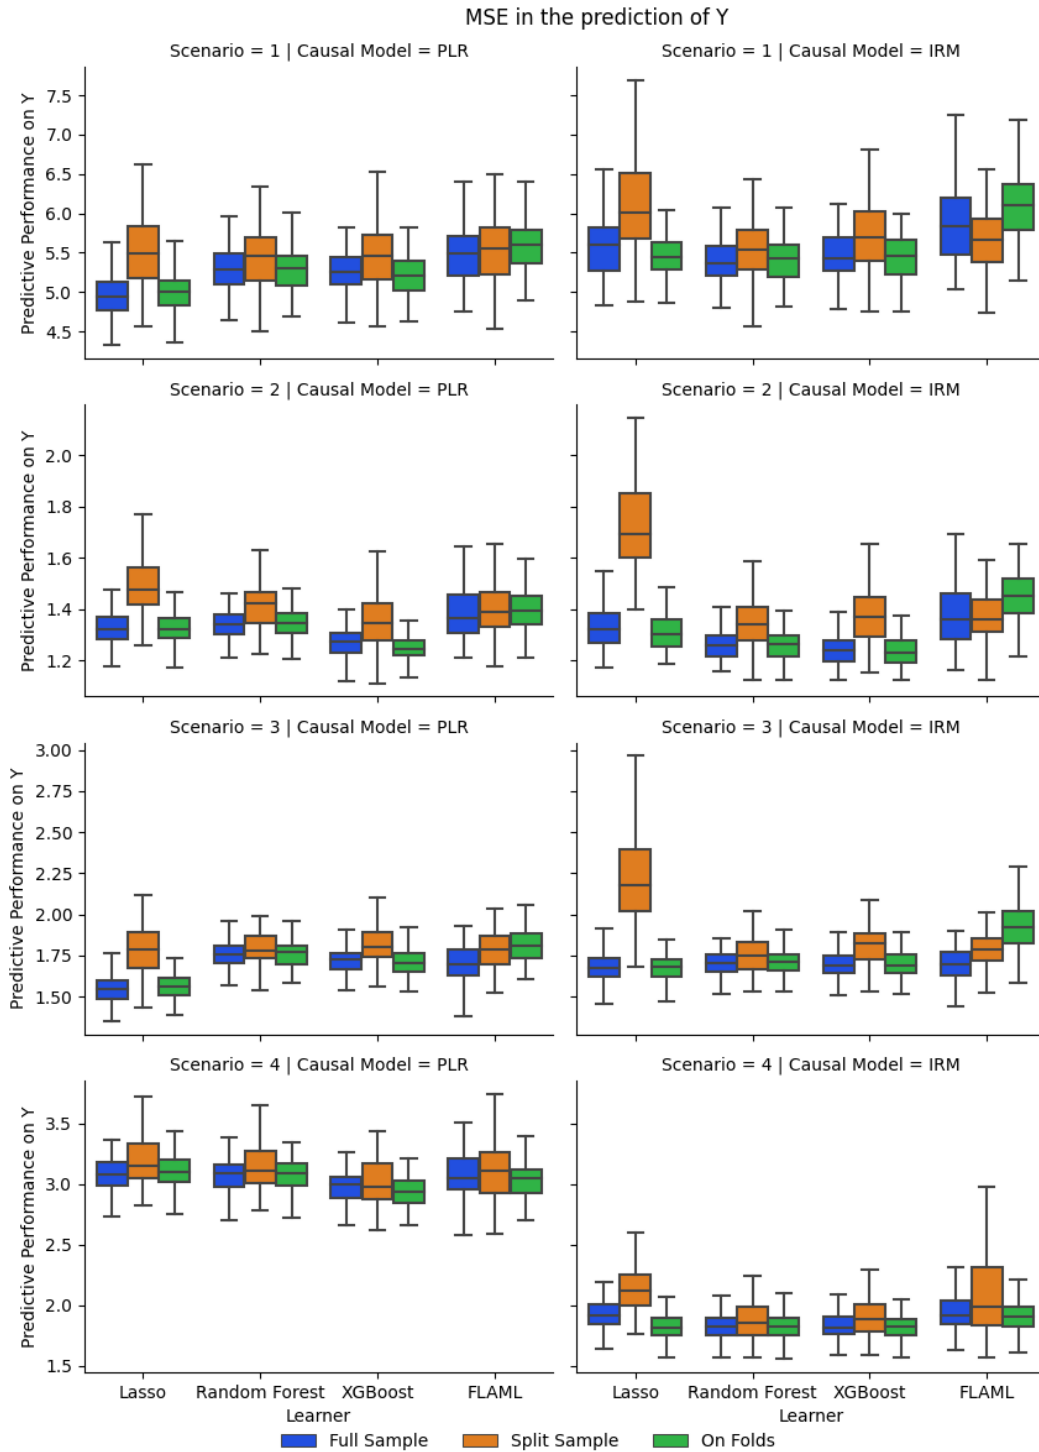 MSE in the prediction of Y
Scenario = 1 | Causal Model = PLR
Scenario = 1 | Causal Model = IRM
Predictive Performance on Y
7.5
7.0
6.5
6.0
5.5
5.0
4.5
Scenario = 2 | Causal Model = PLR
Scenario = 2 | Causal Model = IRM
Predictive Performance on Y
2.0
1.8
1.6
1.4
1.2
Scenario = 3 | Causal Model = PLR
Scenario = 3 | Causal Model = IRM
Predictive Performance on Y
3.00
2.75
2.50
2.25
2.00
1.75
1.50
Scenario = 4 | Causal Model = PLR
Scenario = 4 | Causal Model = IRM
Predictive Performance on Y
3.5
3.0
2.5
2.0
1.5
Lasso Random Forest XGBoost FLAML
Lasso Random Forest XGBoost FLAML
Learner
Learner
Full Sample Split Sample On Folds